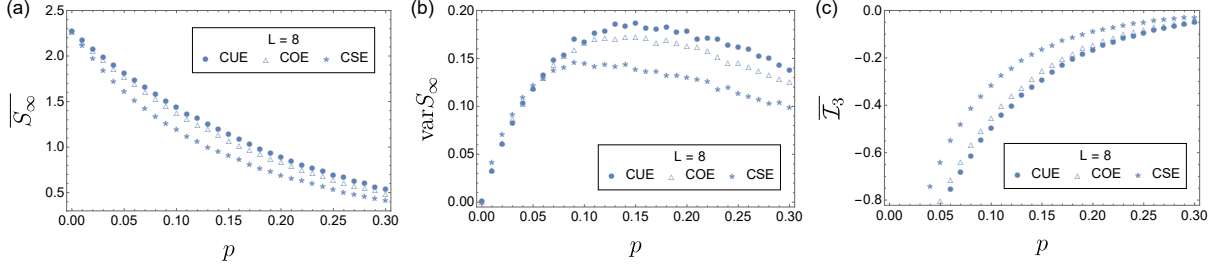 (a)
2.5
2.0
1.5
1.0
0.5
0.00 0.05 0.10 0.15 0.20 0.25 0.30
S∞
p
L = 8
CUE COE CSE
(b)
0.20
0.15
0.10
0.05
0.00
0.00 0.05 0.10 0.15 0.20 0.25 0.30
varS∞
p
L = 8
CUE COE CSE
(c)
0.0
−0.2
−0.4
−0.6
−0.8
0.00 0.05 0.10 0.15 0.20 0.25 0.30
I3
p
L = 8
CUE COE CSE